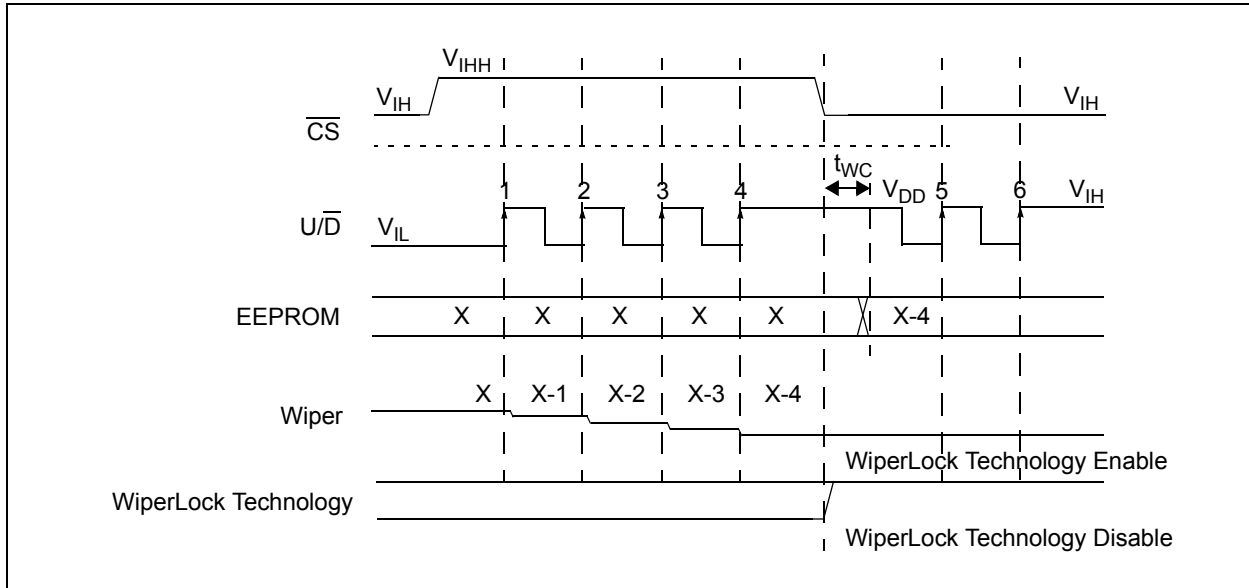 V_IHH
V_IH V_IH
C̅S̅
t_WC
1 2 3 4 V_DD 5 6 V_IH
U/D̅
V_IL
EEPROM X X X X X X-4
X X-1 X-2 X-3 X-4
Wiper
WiperLock Technology Enable
WiperLock Technology
WiperLock Technology Disable